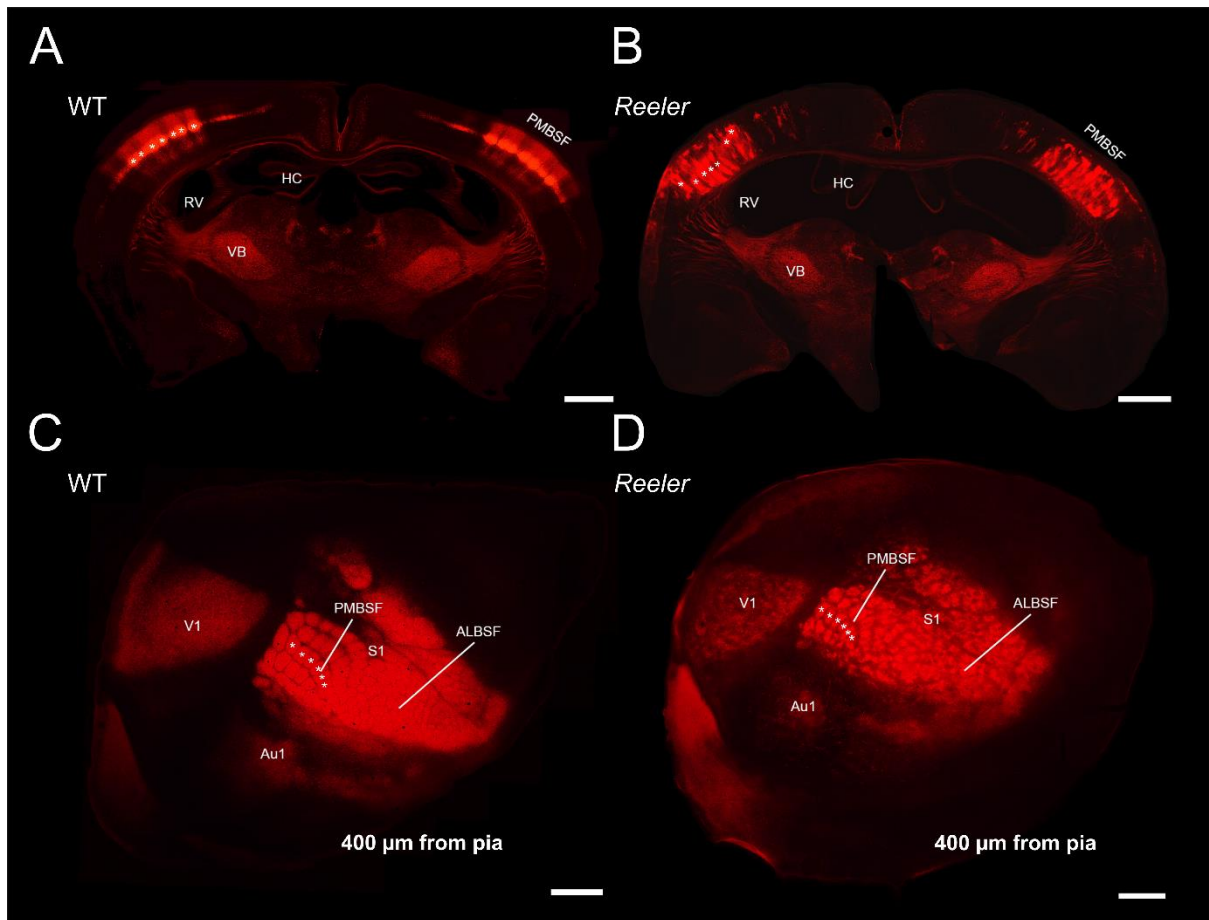 A
WT
PMBSF
HC
RV
VB
B
Reeler
PMBSF
HC
RV
VB
C
WT
V1
PMBSF
S1
ALBSF
Au1
400 µm from pia
D
Reeler
PMBSF
V1
ALBSF
S1
Au1
400 µm from pia